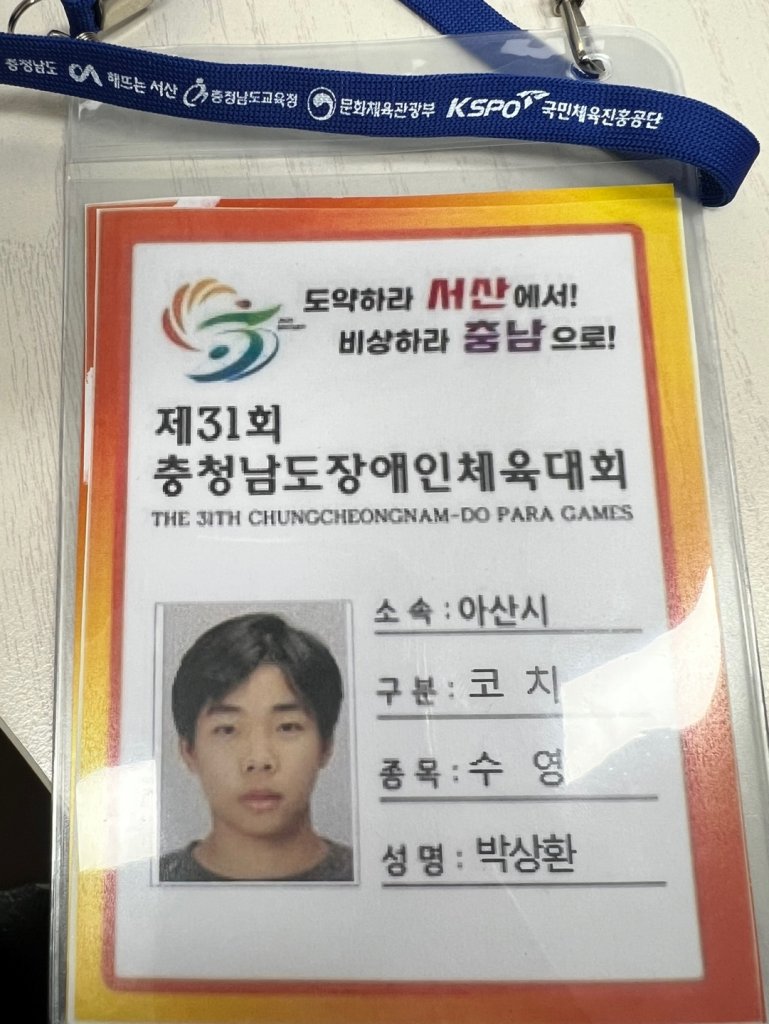 충청남도 해뜨는 서산 충청남도교육청 문화체육관광부 KSPO 국민체육진흥공단
도약하라 서산에서!
비상하라 충남으로!
제31회
충청남도장애인체육대회
THE 31TH CHUNGCHEONGNAM-DO PARA GAMES
소 속 : 아산시
구 분 : 코 치
종 목 : 수 영
성 명 : 박상환